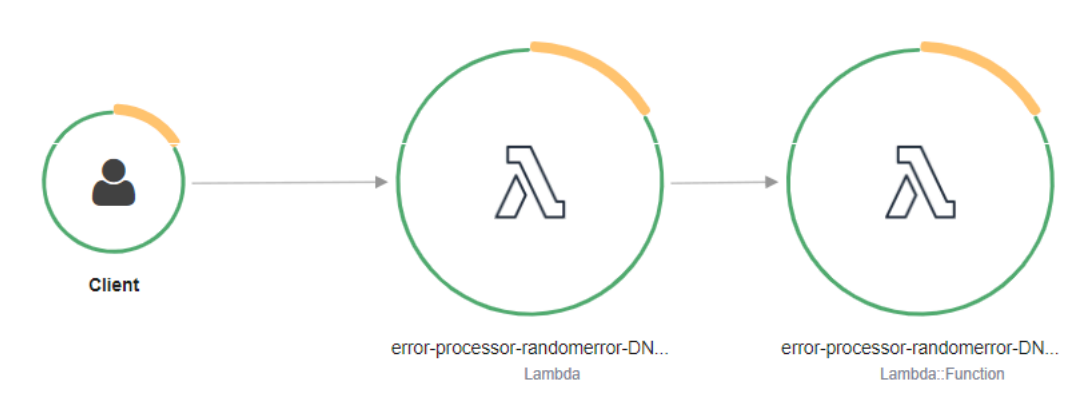 Client
error-processor-randomerror-DN...
Lambda
error-processor-randomerror-DN...
Lambda::Function